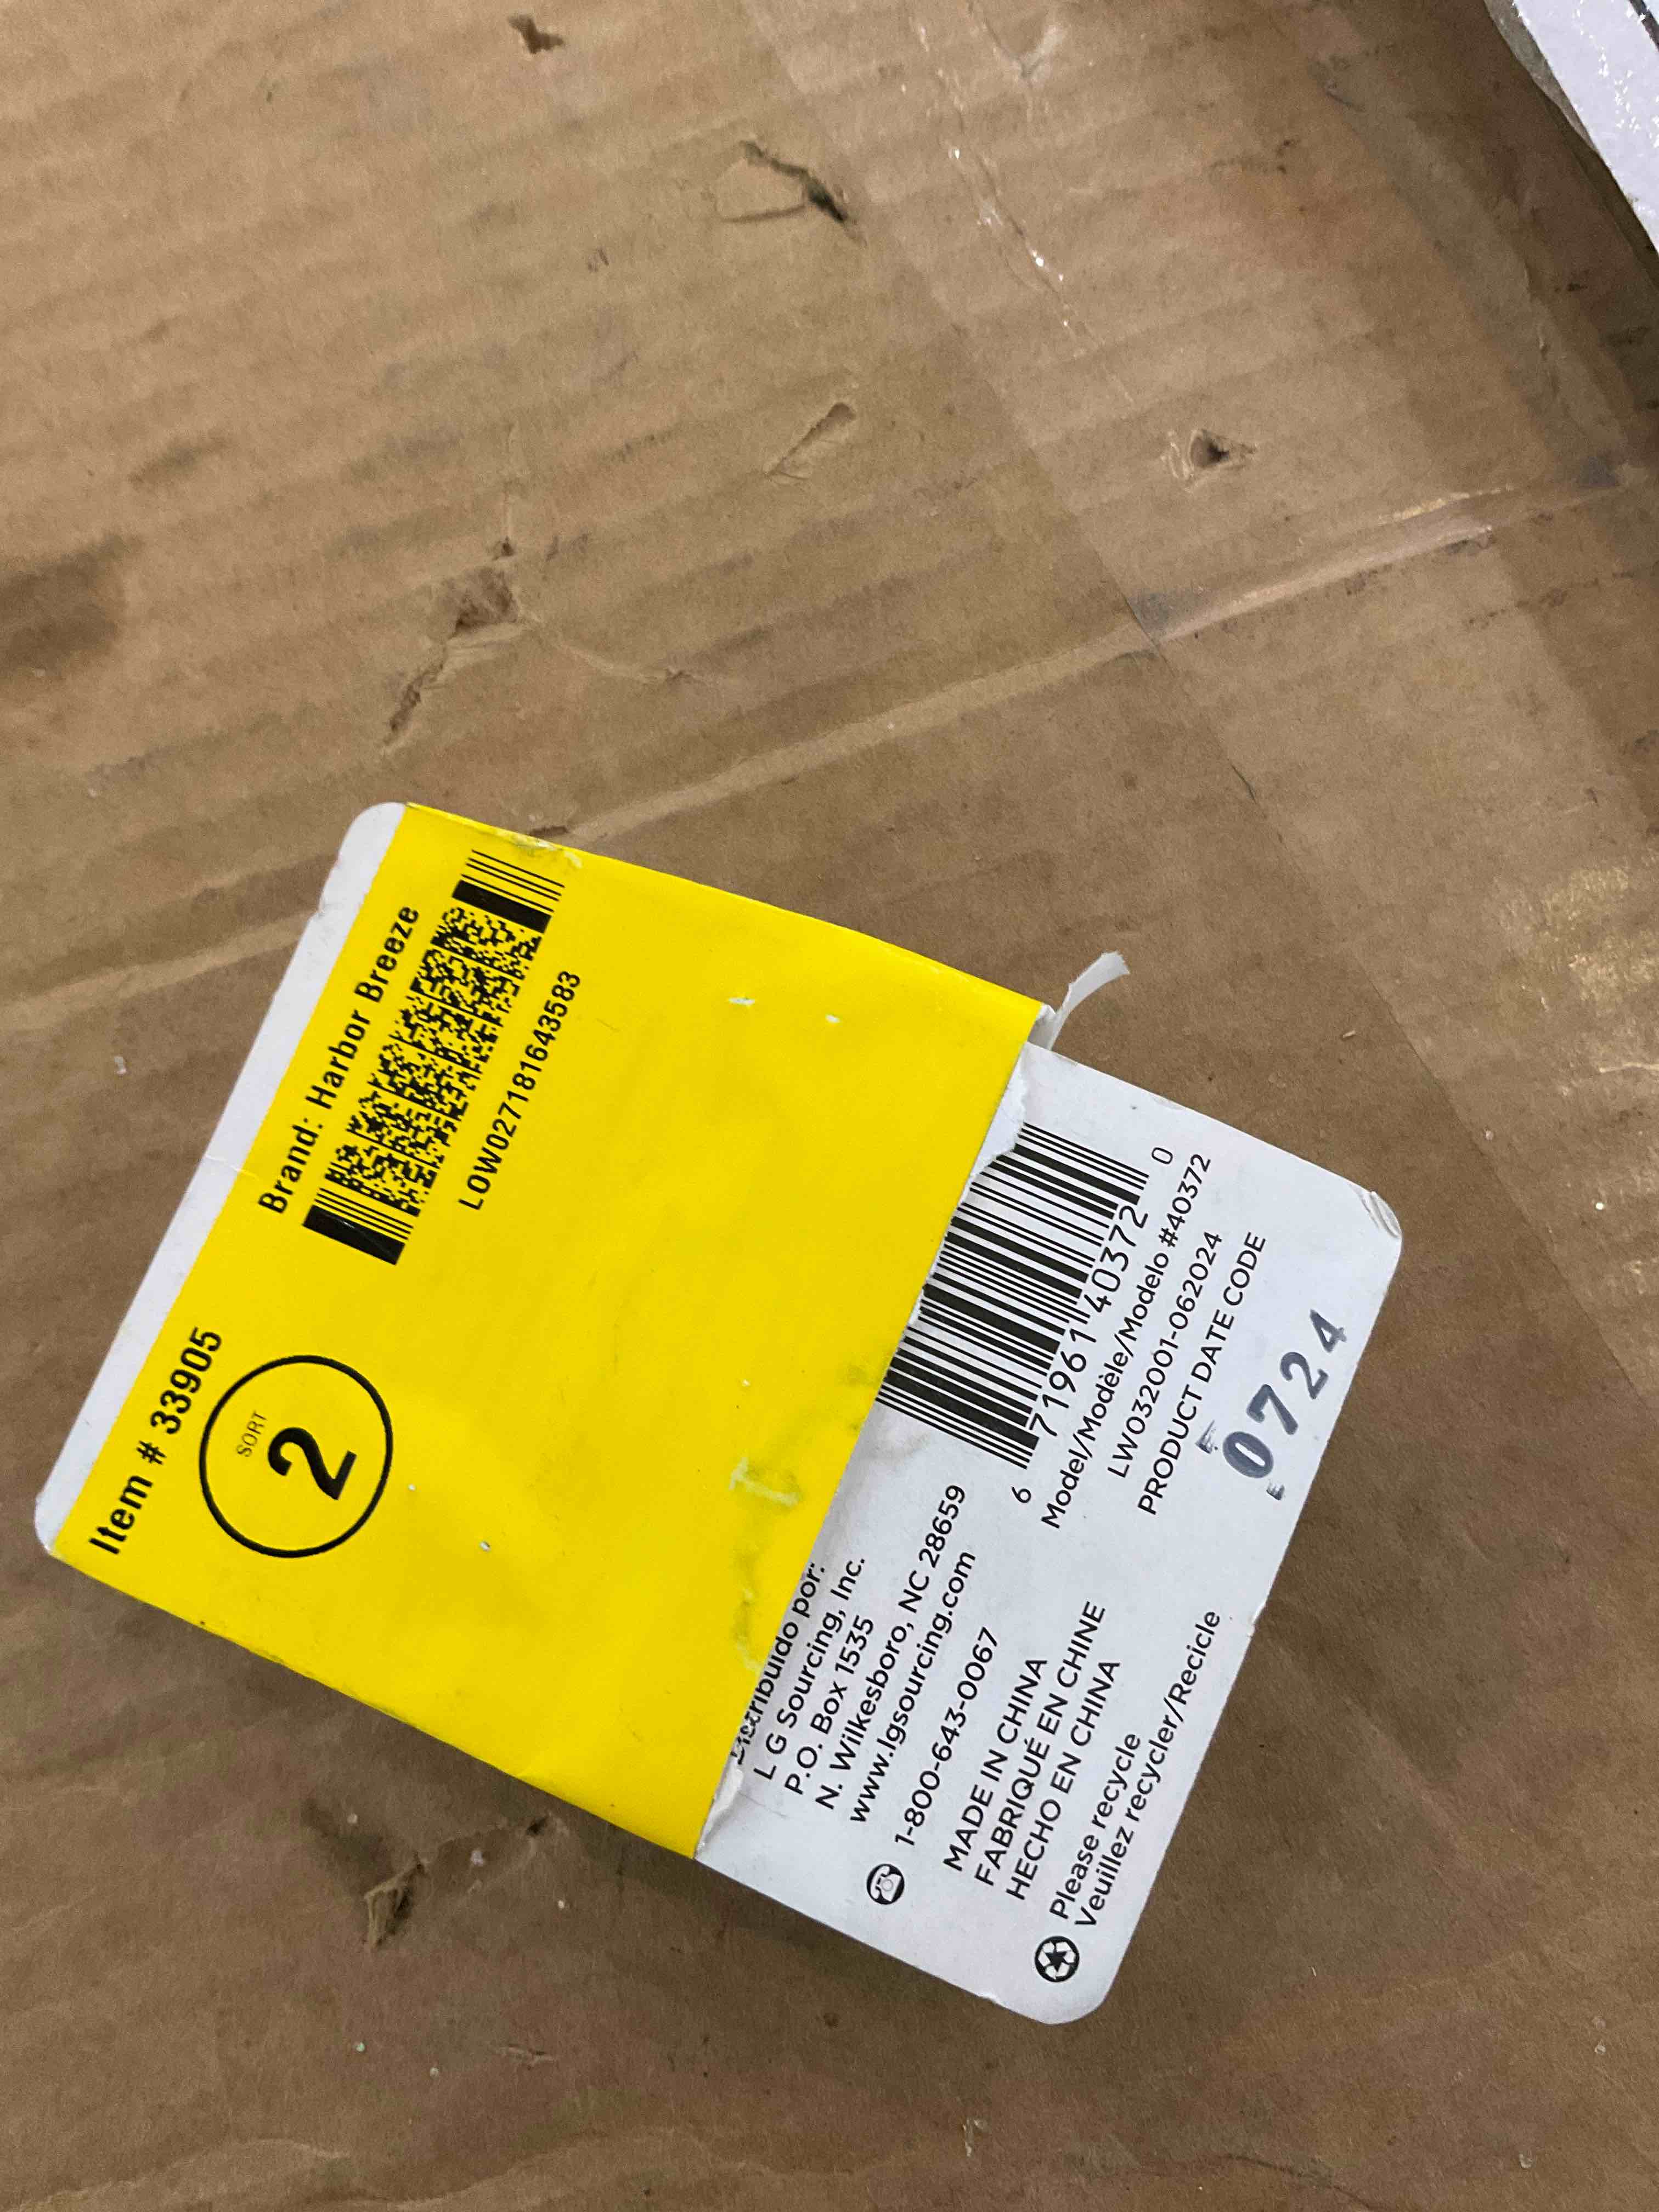 Item # 33905
Brand: Harbor Breeze
SORT
2
LOW027181643583
por:
L G Sourcing, Inc.
P.O. Box 1535
N. Wilkesboro, NC 28659
www.lgsourcing.com
1-800-643-0067
MADE IN CHINA
FABRIQUÉ EN CHINE
HECHO EN CHINA
Please recycle
Veuillez recycler/Recicle
6 71961 40372 0
Model/Modèle/Modelo #40372
LW032001-062024
PRODUCT DATE CODE
0724